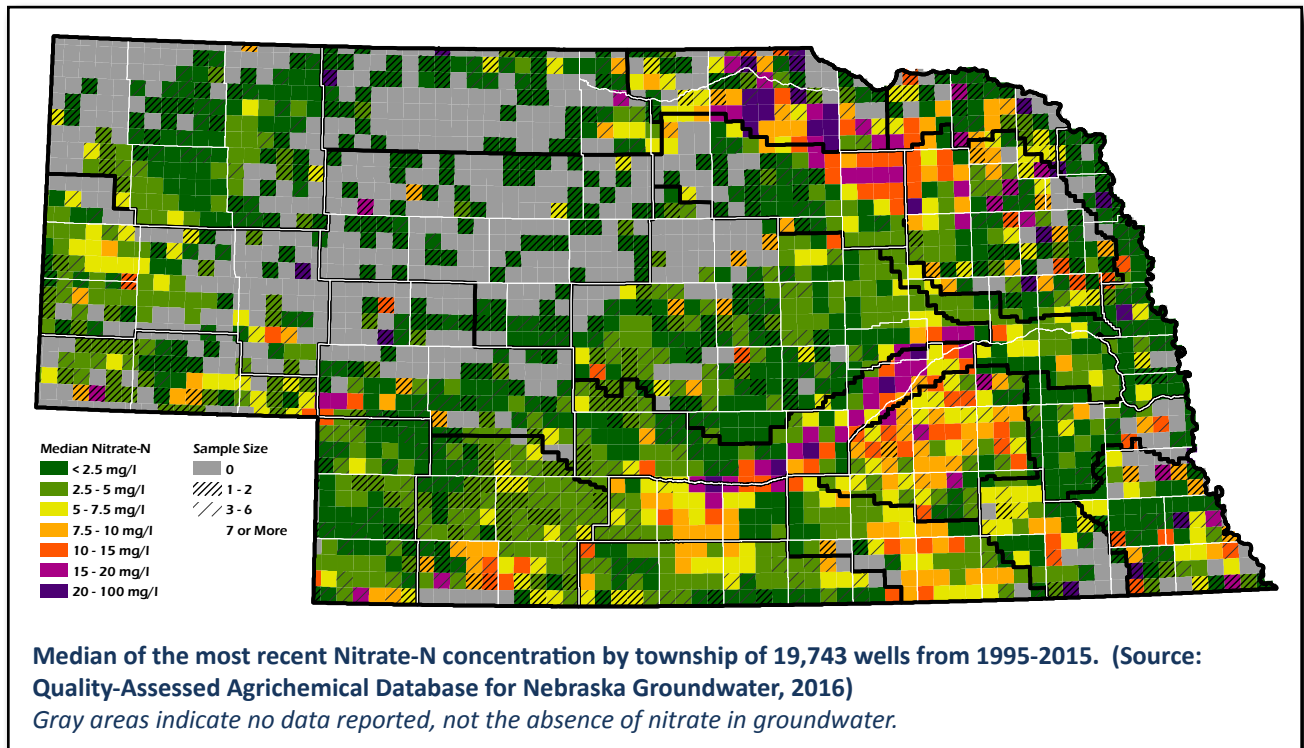 Median Nitrate-N
< 2.5 mg/l
2.5 - 5 mg/l
5 - 7.5 mg/l
7.5 - 10 mg/l
10 - 15 mg/l
15 - 20 mg/l
20 - 100 mg/l
Sample Size
0
1 - 2
3 - 6
7 or More
Median of the most recent Nitrate-N concentration by township of 19,743 wells from 1995-2015. (Source:
Quality-Assessed Agrichemical Database for Nebraska Groundwater, 2016)
Gray areas indicate no data reported, not the absence of nitrate in groundwater.